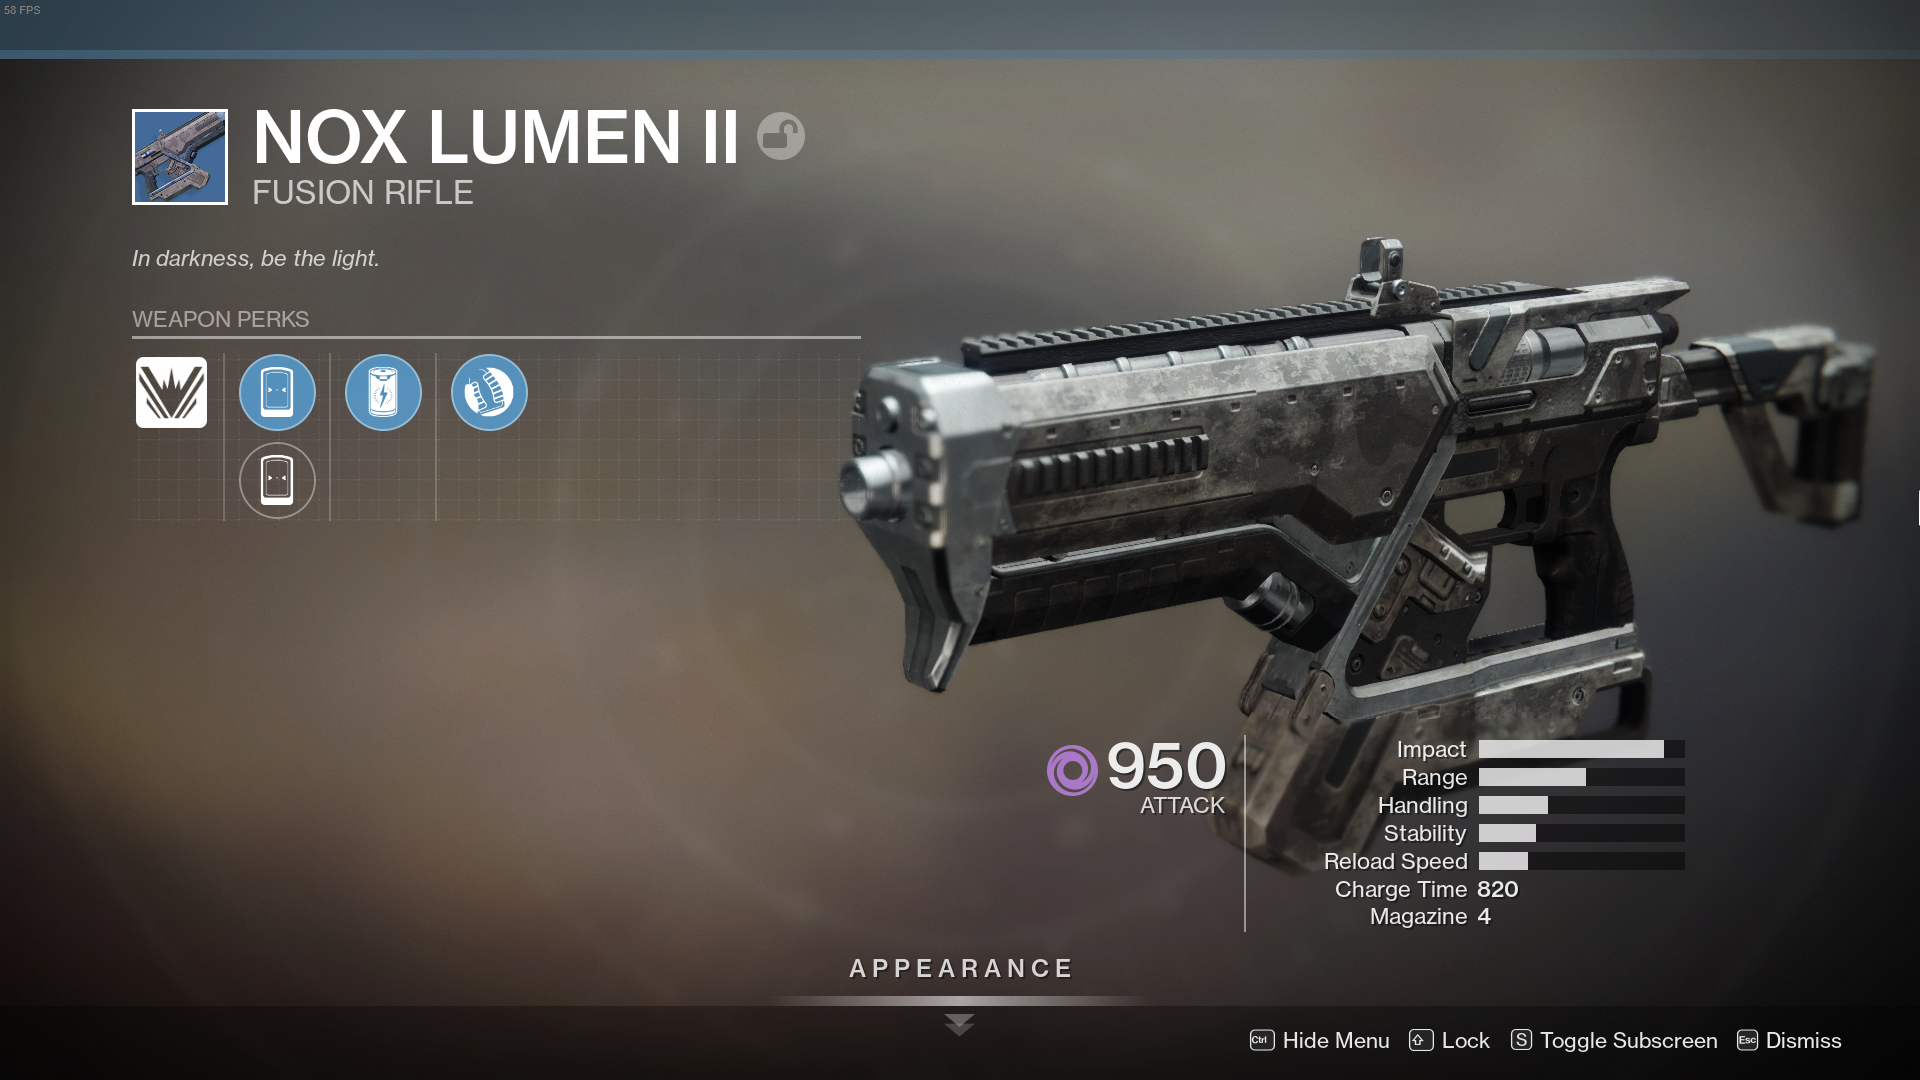 58 FPS
NOX LUMEN II
FUSION RIFLE
In darkness, be the light.
WEAPON PERKS
950
ATTACK
Impact
Range
Handling
Stability
Reload Speed
Charge Time 820
Magazine 4
APPEARANCE
Ctrl Hide Menu Lock S Toggle Subscreen Esc Dismiss